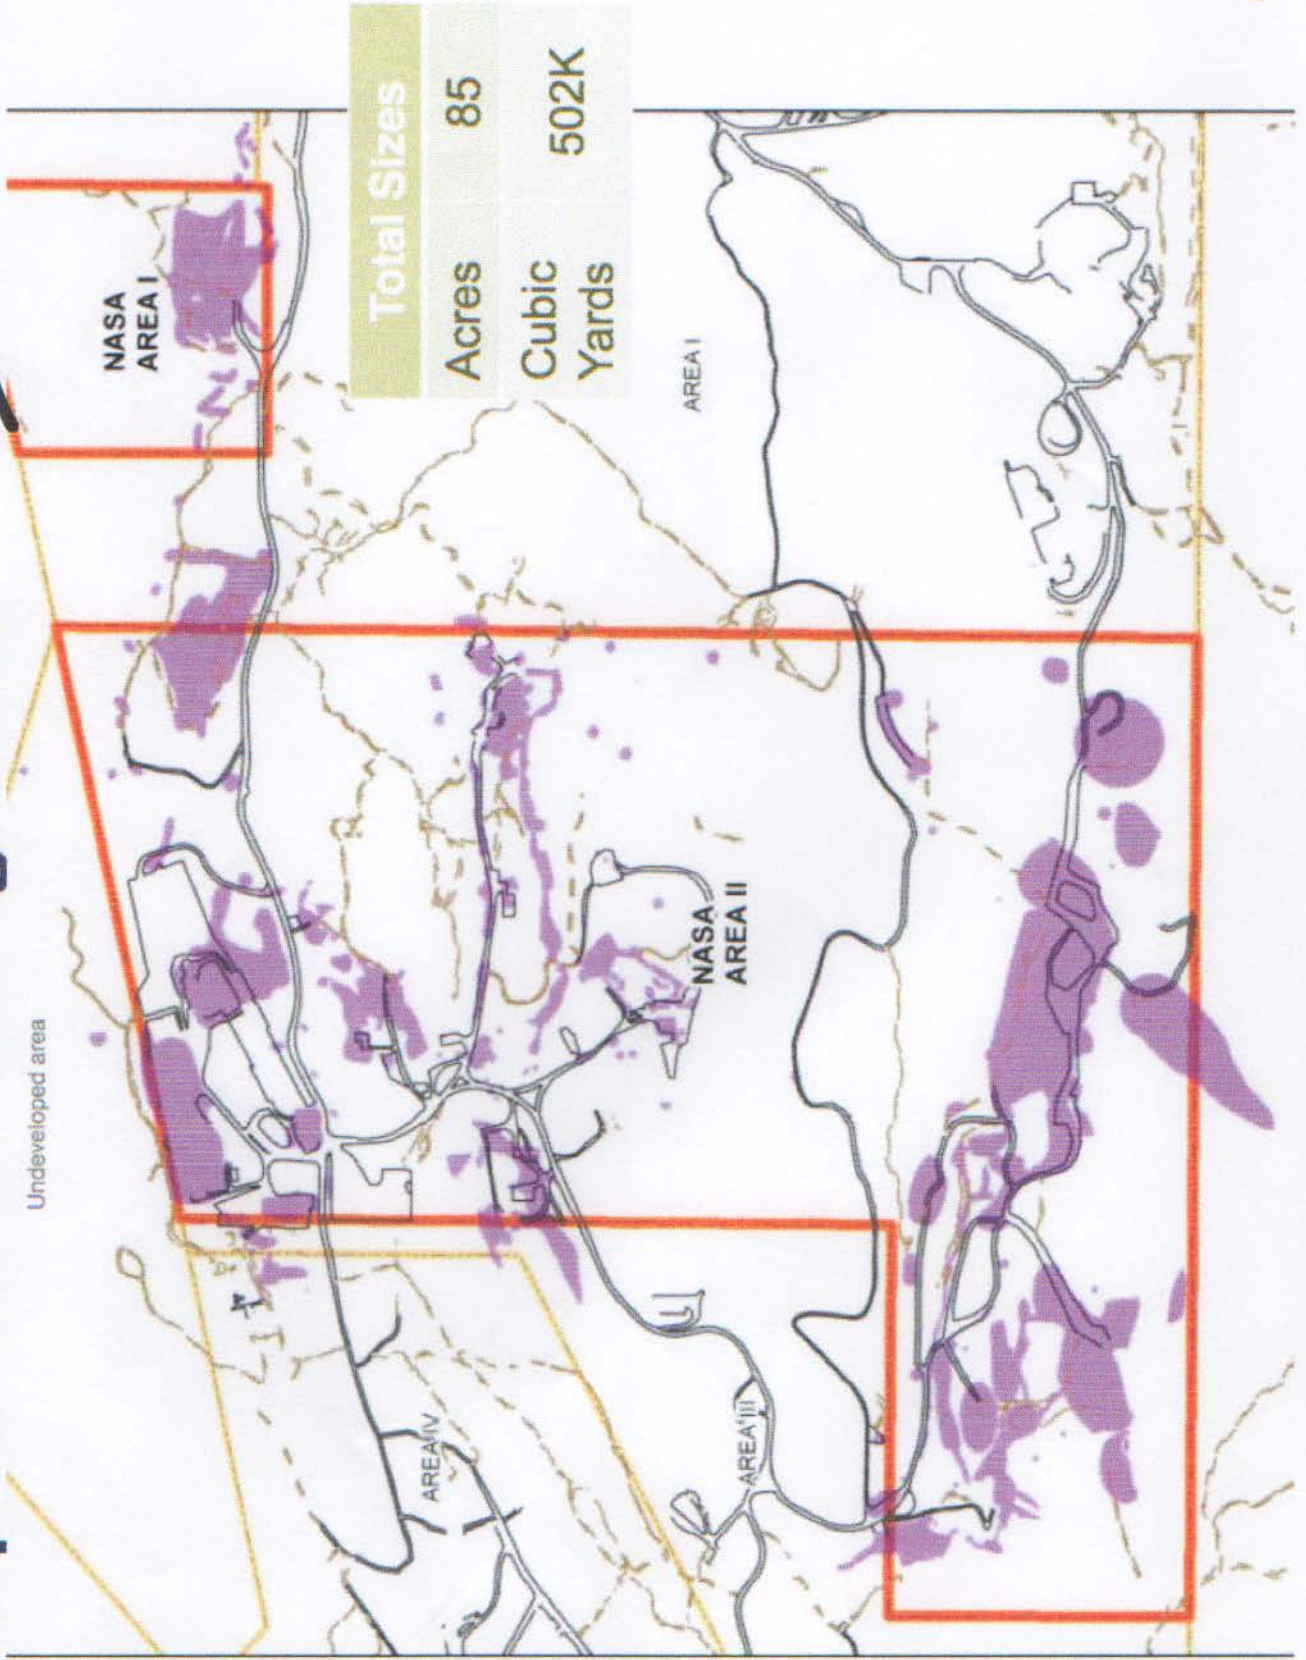 Undeveloped area
NASA
AREA I
Total Sizes
Acres 85
Cubic
Yards 502K
AREA I
NASA
AREA II
AREA IV
AREA III